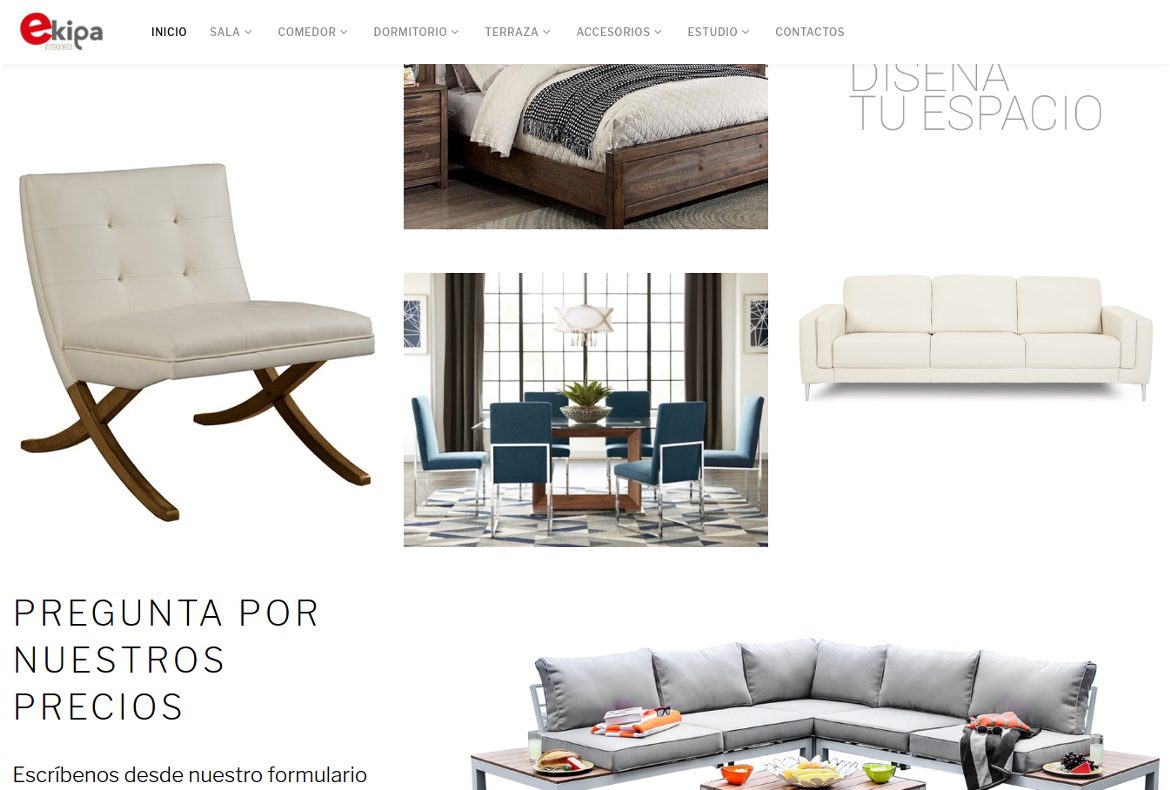 ekipa
INTERIORES
INICIO
SALA
COMEDOR
DORMITORIO
TERRAZA
ACCESORIOS
ESTUDIO
CONTACTOS
DISEÑA
TU ESPACIO
PREGUNTA POR
NUESTROS
PRECIOS
Escríbenos desde nuestro formulario